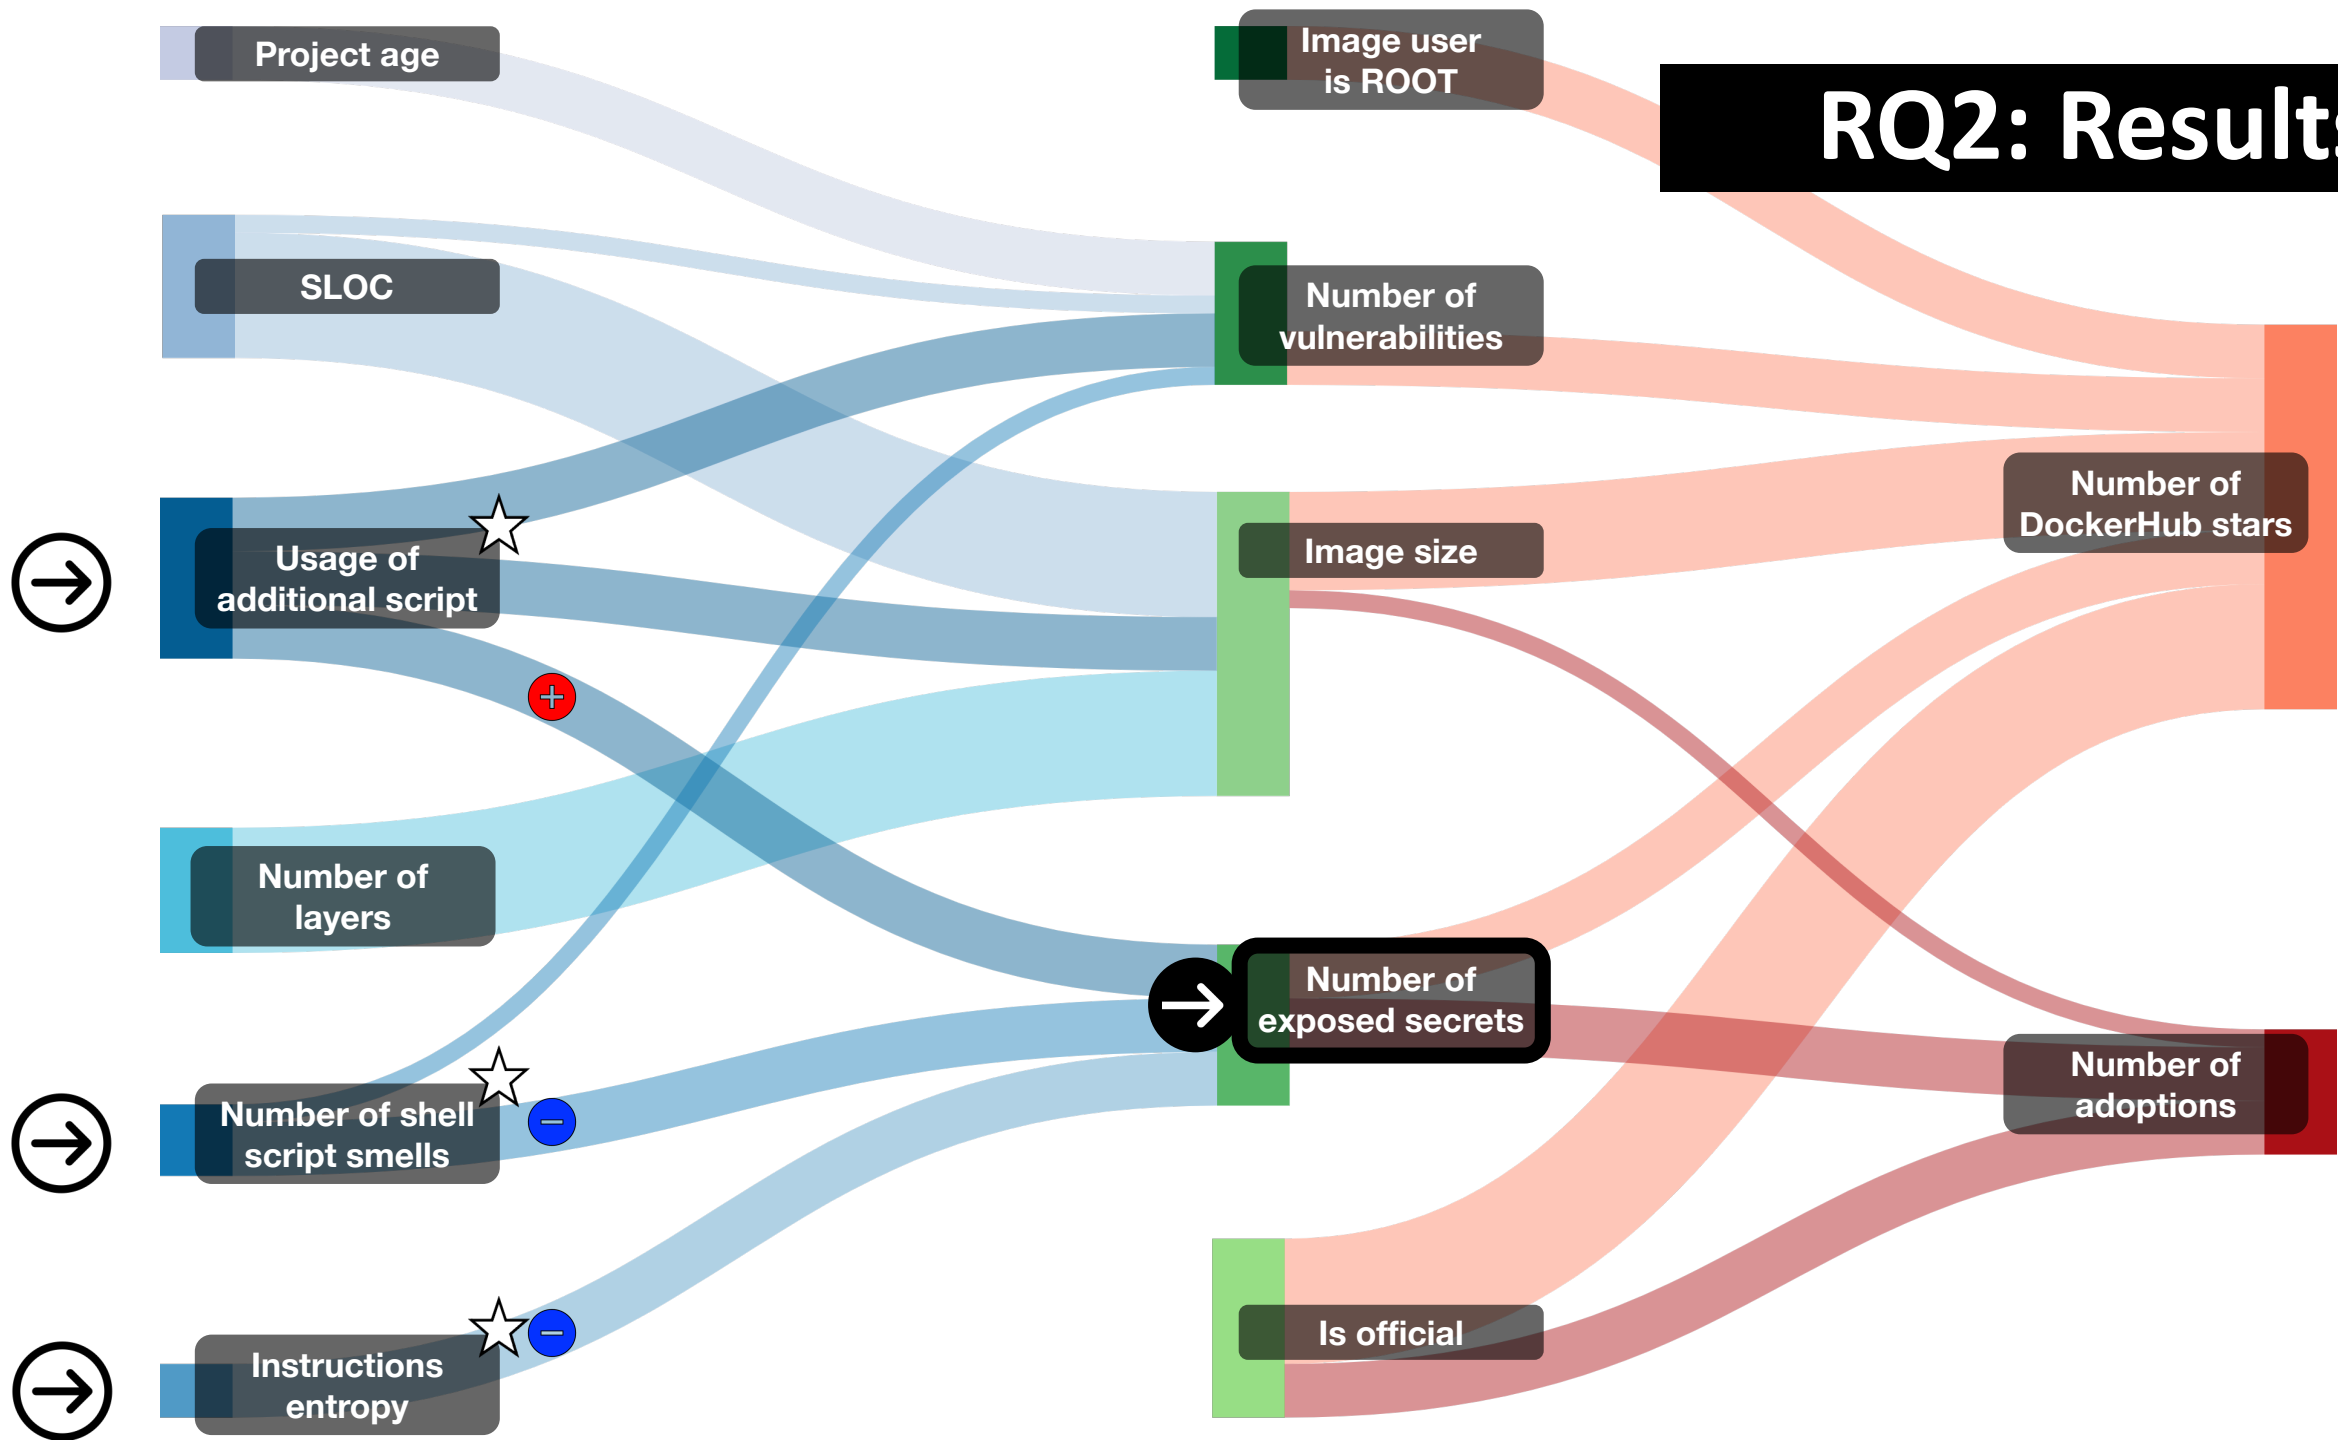 Project age
SLOC
Usage of
additional script
Number of
layers
Number of shell
script smells
Instructions
entropy
Image user
is ROOT
Number of
vulnerabilities
Image size
Number of
exposed secrets
Is official
RQ2: Results
Number of
DockerHub stars
Number of
adoptions